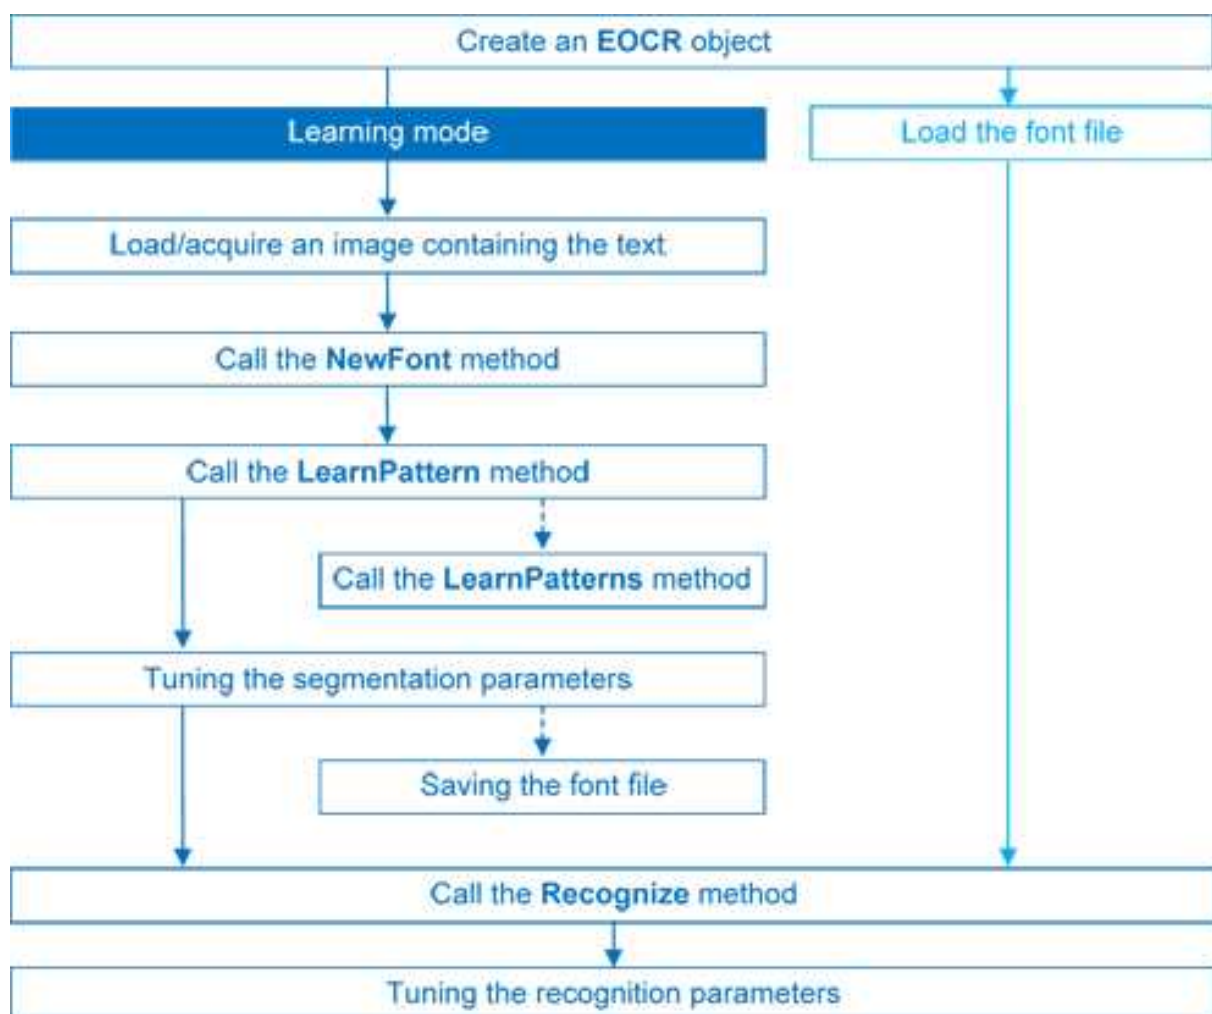 Create an EOCR object
Learning mode
Load the font file
Load/acquire an image containing the text
Call the NewFont method
Call the LearnPattern method
Call the LearnPatterns method
Tuning the segmentation parameters
Saving the font file
Call the Recognize method
Tuning the recognition parameters